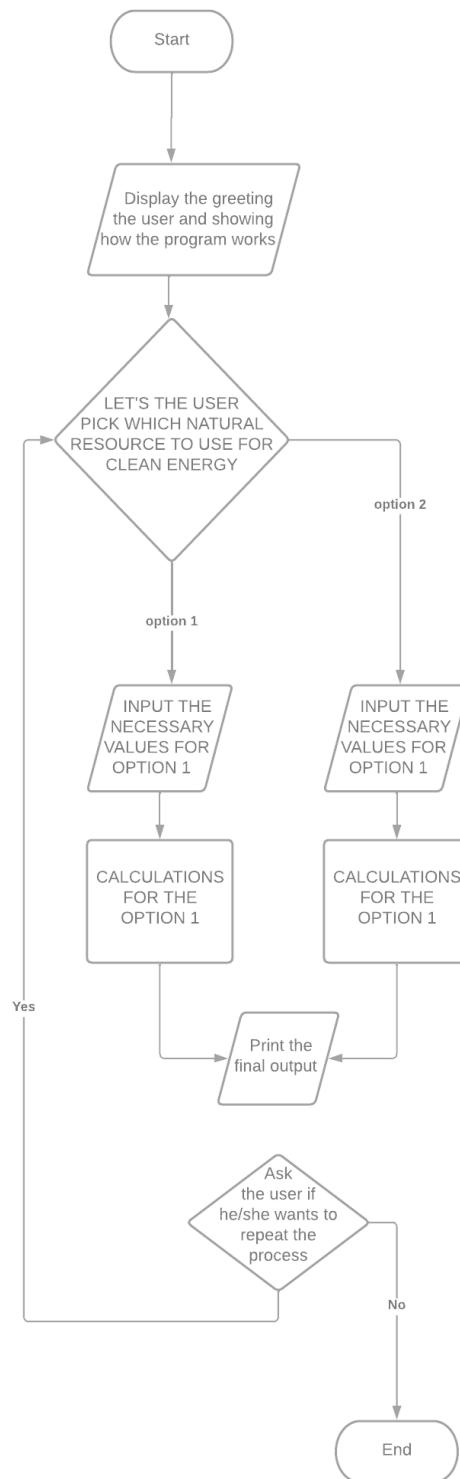 Start
Display the greeting
the user and showing
how the program works
LET'S THE USER
PICK WHICH NATURAL
RESOURCE TO USE FOR
CLEAN ENERGY
option 2
option 1
INPUT THE
NECESSARY
VALUES FOR
OPTION 1
INPUT THE
NECESSARY
VALUES FOR
OPTION 1
CALCULATIONS
FOR THE
OPTION 1
CALCULATIONS
FOR THE
OPTION 1
Yes
Print the
final output
Ask
the user if
he/she wants to
repeat the
process
No
End